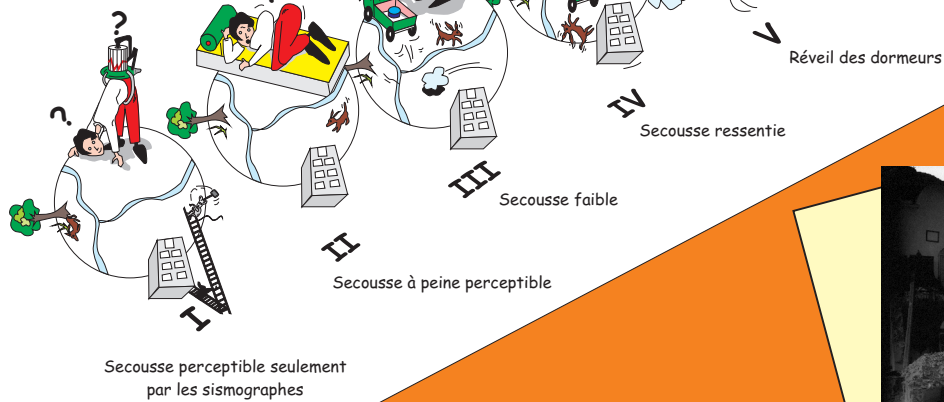 ?
?
I
Secousse perceptible seulement
par les sismographes
II
Secousse à peine perceptible
III
Secousse faible
IV
Secousse ressentie
V
Réveil des dormeurs